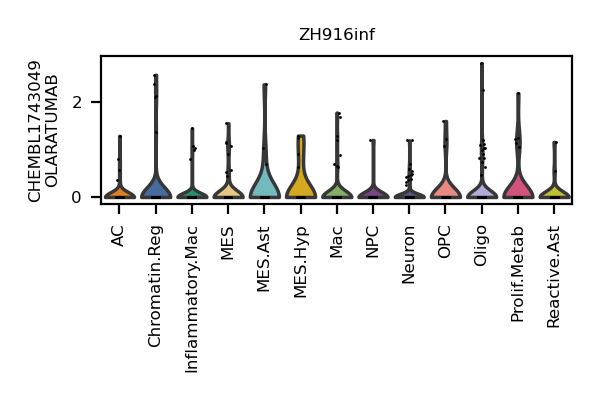 ZH916inf
CHEMBL1743049
OLARATUMAB
2
0
AC
Chromatin.Reg
Inflammatory.Mac
MES
MES.Ast
MES.Hyp
Mac
NPC
Neuron
OPC
Oligo
Prolif.Metab
Reactive.Ast